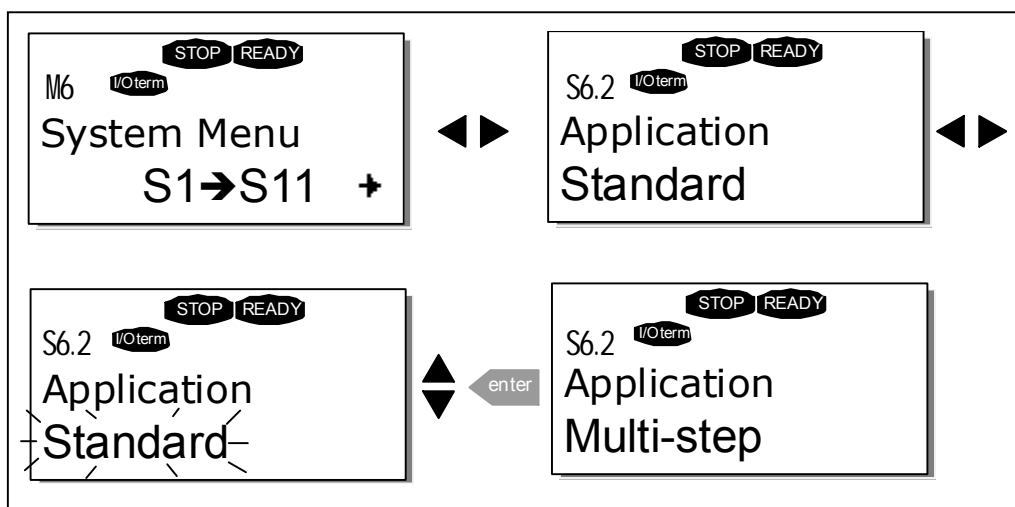 STOP READY
M6 I/Oterm
System Menu
S1➔S11
STOP READY
S6.2 I/Oterm
Application
Standard
STOP READY
S6.2 I/Oterm
Application
Standard
enter
STOP READY
S6.2 I/Oterm
Application
Multi-step